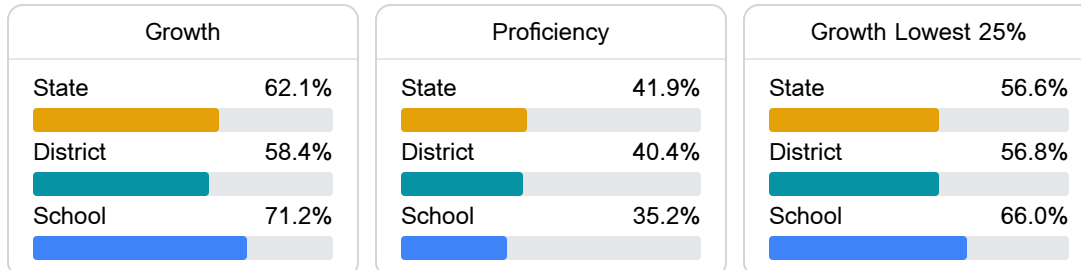 Growth
State 62.1%
District 58.4%
School 71.2%
Proficiency
State 41.9%
District 40.4%
School 35.2%
Growth Lowest 25%
State 56.6%
District 56.8%
School 66.0%